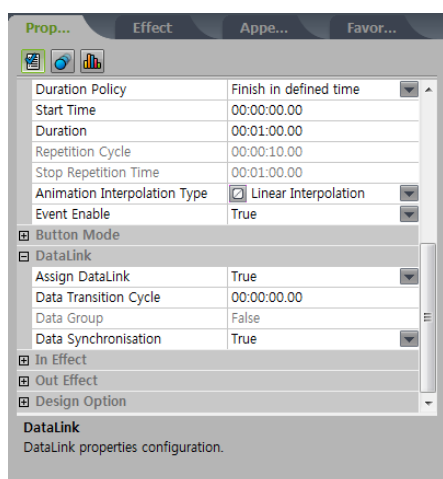 Prop... Effect Appe... Favor...
Duration Policy Finish in defined time
Start Time 00:00:00.00
Duration 00:01:00.00
Repetition Cycle 00:00:10.00
Stop Repetition Time 00:01:00.00
Animation Interpolation Type Linear Interpolation
Event Enable True
Button Mode
DataLink
Assign DataLink True
Data Transition Cycle 00:00:00.00
Data Group False
Data Synchronisation True
In Effect
Out Effect
Design Option
DataLink
DataLink properties configuration.